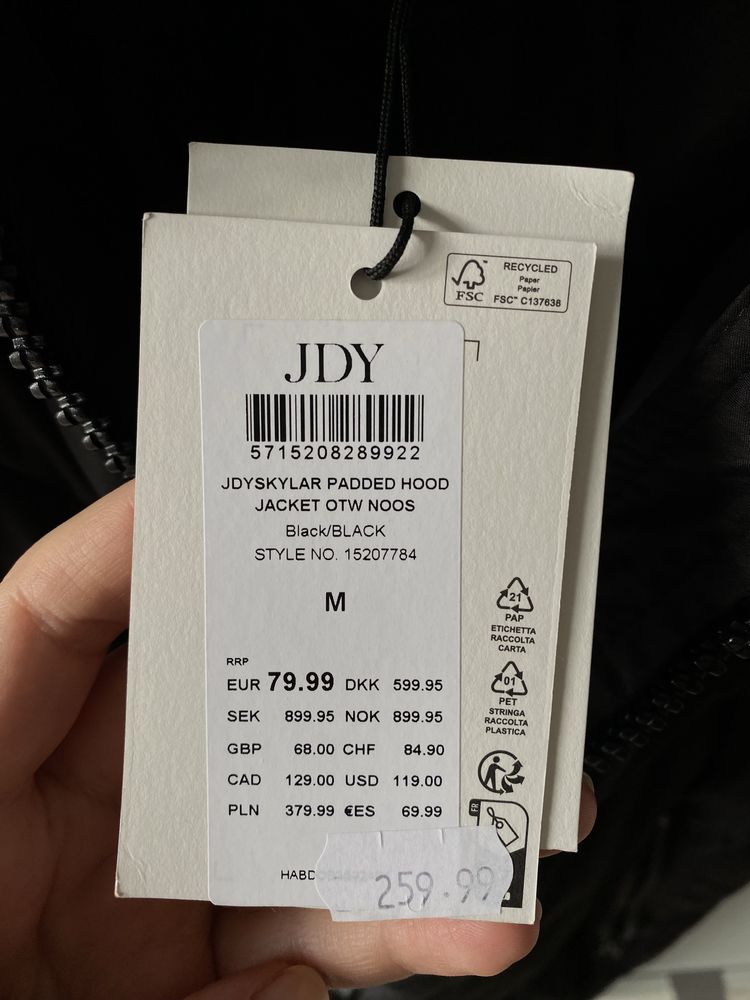 RECYCLED
Paper
Papier
FSC™ C137638
FSC
JDY
5715208289922
JDYSKYLAR PADDED HOOD
JACKET OTW NOOS
Black/BLACK
STYLE NO. 15207784
M
RRP
EUR 79.99 DKK 599.95
SEK 899.95 NOK 899.95
GBP 68.00 CHF 84.90
CAD 129.00 USD 119.00
PLN 379.99 €ES 69.99
259.99
21
PAP
ETICHETTA
RACCOLTA
CARTA
01
PET
STRINGA
RACCOLTA
PLASTICA
FR